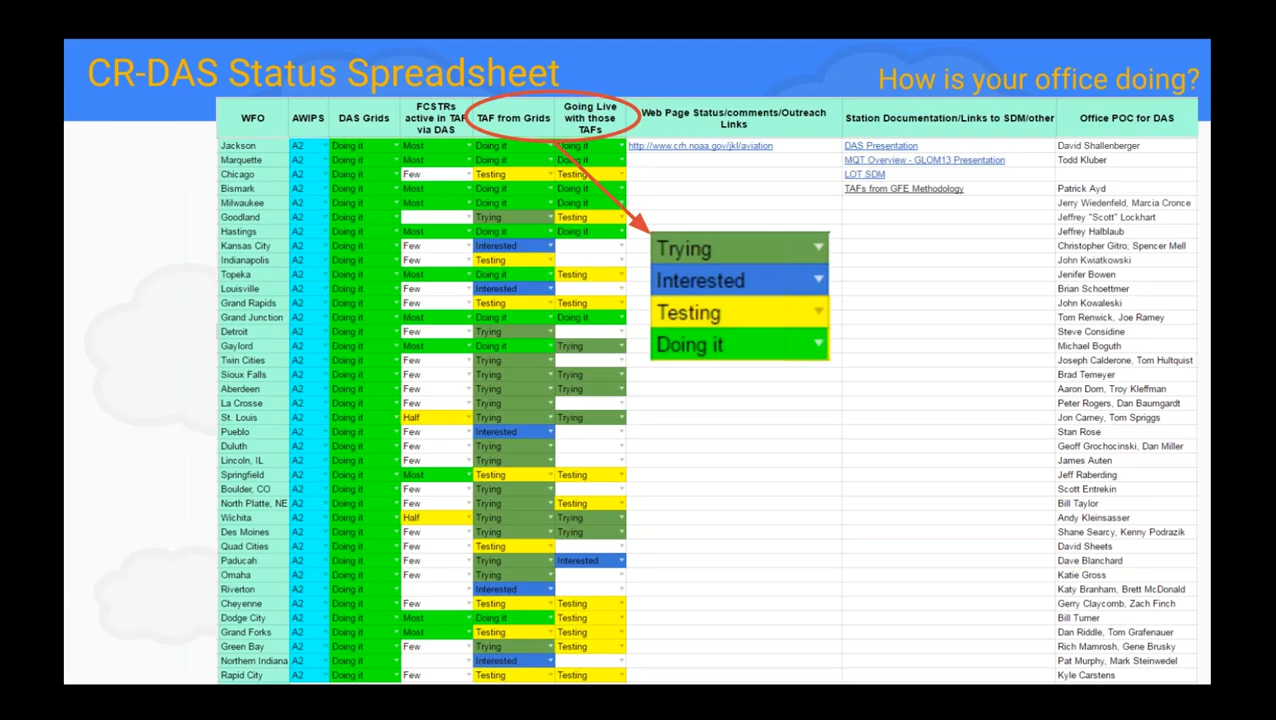 CR-DAS Status Spreadsheet
How is your office doing?
WFO AWIPS DAS Grids FCSTRs active in TAF via DAS TAF from Grids Going Live with those TAFs Web Page Status/comments/Outreach Links Station Documentation/Links to SDM/other Office POC for DAS
Jackson A2 Doing it Most Doing it Doing it http://www.crh.noaa.gov/jkl/aviation DAS Presentation David Shallenberger
Marquette A2 Doing it Most Doing it Doing it MQT Overview - GLOM13 Presentation Todd Kluber
Chicago A2 Doing it Few Testing Testing LOT SDM
Bismark A2 Doing it Most Doing it Doing it TAFs from GFE Methodology Patrick Ayd
Milwaukee A2 Doing it Most Doing it Doing it Jerry Wiedenfeld, Marcia Cronce
Goodland A2 Doing it Trying Testing Jeffrey "Scott" Lockhart
Hastings A2 Doing it Most Doing it Doing it Jeffrey Halblaub
Kansas City A2 Doing it Few Interested Christopher Gitro; Spencer Mell
Indianapolis A2 Doing it Few Testing John Kwiatkowski
Topeka A2 Doing it Most Doing it Testing Jenifer Bowen
Louisville A2 Doing it Few Interested Brian Schoettmer
Grand Rapids A2 Doing it Few Testing Testing John Kowaleski
Grand Junction A2 Doing it Most Doing it Doing it Tom Renwick, Joe Ramey
Detroit A2 Doing it Few Trying Steve Considine
Gaylord A2 Doing it Most Doing it Trying Michael Boguth
Twin Cities A2 Doing it Few Trying Joseph Calderone, Tom Hultquist
Sioux Falls A2 Doing it Few Trying Trying Brad Temeyer
Aberdeen A2 Doing it Few Trying Trying Aaron Dorn, Troy Kleffman
La Crosse A2 Doing it Few Trying Peter Rogers, Dan Baumgardt
St. Louis A2 Doing it Half Trying Trying Jon Carney, Tom Spriggs
Pueblo A2 Doing it Few Interested Stan Rose
Duluth A2 Doing it Few Trying Geoff Grochocinski, Dan Miller
Lincoln, IL A2 Doing it Few Trying James Auten
Springfield A2 Doing it Most Testing Testing Jeff Raberding
Boulder, CO A2 Doing it Few Trying Scott Entrekin
North Platte, NE A2 Doing it Few Trying Testing Bill Taylor
Wichita A2 Doing it Half Trying Trying Andy Kleinsasser
Des Moines A2 Doing it Few Trying Trying Shane Searcy, Kenny Podrazik
Quad Cities A2 Doing it Few Testing David Sheets
Paducah A2 Doing it Few Trying Interested Dave Blanchard
Omaha A2 Doing it Few Trying Katie Gross
Riverton A2 Doing it Interested Katy Branham, Brett McDonald
Cheyenne A2 Doing it Few Testing Testing Gerry Claycomb, Zach Finch
Dodge City A2 Doing it Most Doing it Testing Bill Turner
Grand Forks A2 Doing it Most Testing Testing Dan Riddle, Tom Grafenauer
Green Bay A2 Doing it Few Trying Testing Rich Mamrosh, Gene Brusky
Northern Indiana A2 Doing it Interested Pat Murphy, Mark Steinwedel
Rapid City A2 Doing it Few Testing Testing Kyle Carstens
Trying
Interested
Testing
Doing it